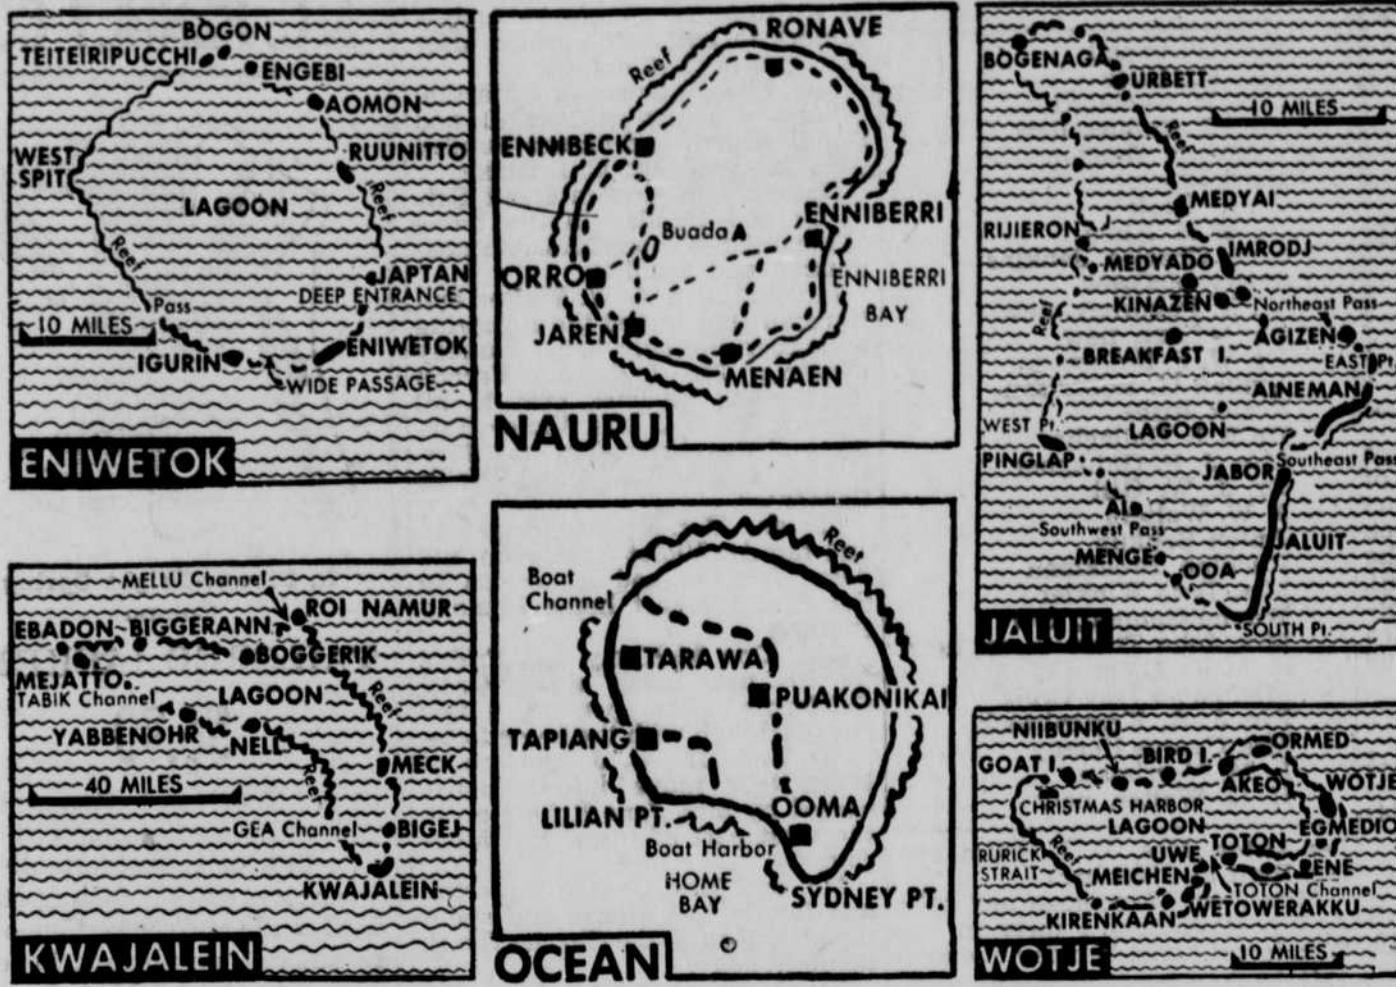 BOGON
TEITEIRIPUCCHI
ENGEBI
AOMON
WEST
SPIT
RUUNITTO
Reef
LAGOON
Reef
JAPTAN
DEEP ENTRANCE
Pass
10 MILES
ENIWETOK
IGURIN
WIDE PASSAGE
ENIWETOK
RONAVE
Reef
ENNIBECK
ENNIBERRI
Buada
ORRO
ENNIBERRI
BAY
JAREN
MENAEN
NAURU
BOGENAGA
URBETT
10 MILES
Reef
MEDYAI
RIJIERON
IMRODJ
MEDYADO
KINAZEN
Northeast Pass
Reef
AGIZEN
BREAKFAST I.
EAST Pt.
AINEMAN
WEST Pt.
LAGOON
PINGLAP
Southeast Pass
JABOR
AI
Southwest Pass
JALUIT
MENGE
OOA
JALUIT
SOUTH Pt.
MELLU Channel
ROI NAMUR
EBADON
BIGGERANN
BOGGERIK
MEJATTO
TABIK Channel
LAGOON
Reef
YABBENOHR
NELL
MECK
40 MILES
Reef
GEA Channel
BIGEJ
KWAJALEIN
KWAJALEIN
Reef
Boat
Channel
TARAWA
PUAKONIKAI
TAPIANG
OOMA
LILIAN PT.
Boat Harbor
HOME
BAY
SYDNEY PT.
OCEAN
NIIBUNKU
ORMED
GOAT I.
BIRD I.
WOTJE
AKEO
CHRISTMAS HARBOR
LAGOON
EGMEDIO
TOTON
RURICK
STRAIT
Reef
UWE
MEICHEN
ENE
TOTON Channel
WETOWERAKKU
KIRENKAAN
WOTJE
10 MILES